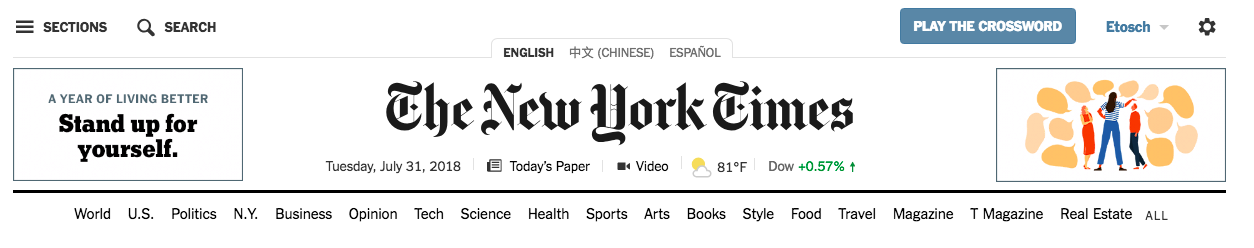 SECTIONS SEARCH PLAY THE CROSSWORD Etosch
ENGLISH 中文 (CHINESE) ESPAÑOL
A YEAR OF LIVING BETTER
Stand up for
yourself.
The New York Times
Tuesday, July 31, 2018 Today's Paper Video 81°F Dow +0.57% ↑
World U.S. Politics N.Y. Business Opinion Tech Science Health Sports Arts Books Style Food Travel Magazine T Magazine Real Estate ALL